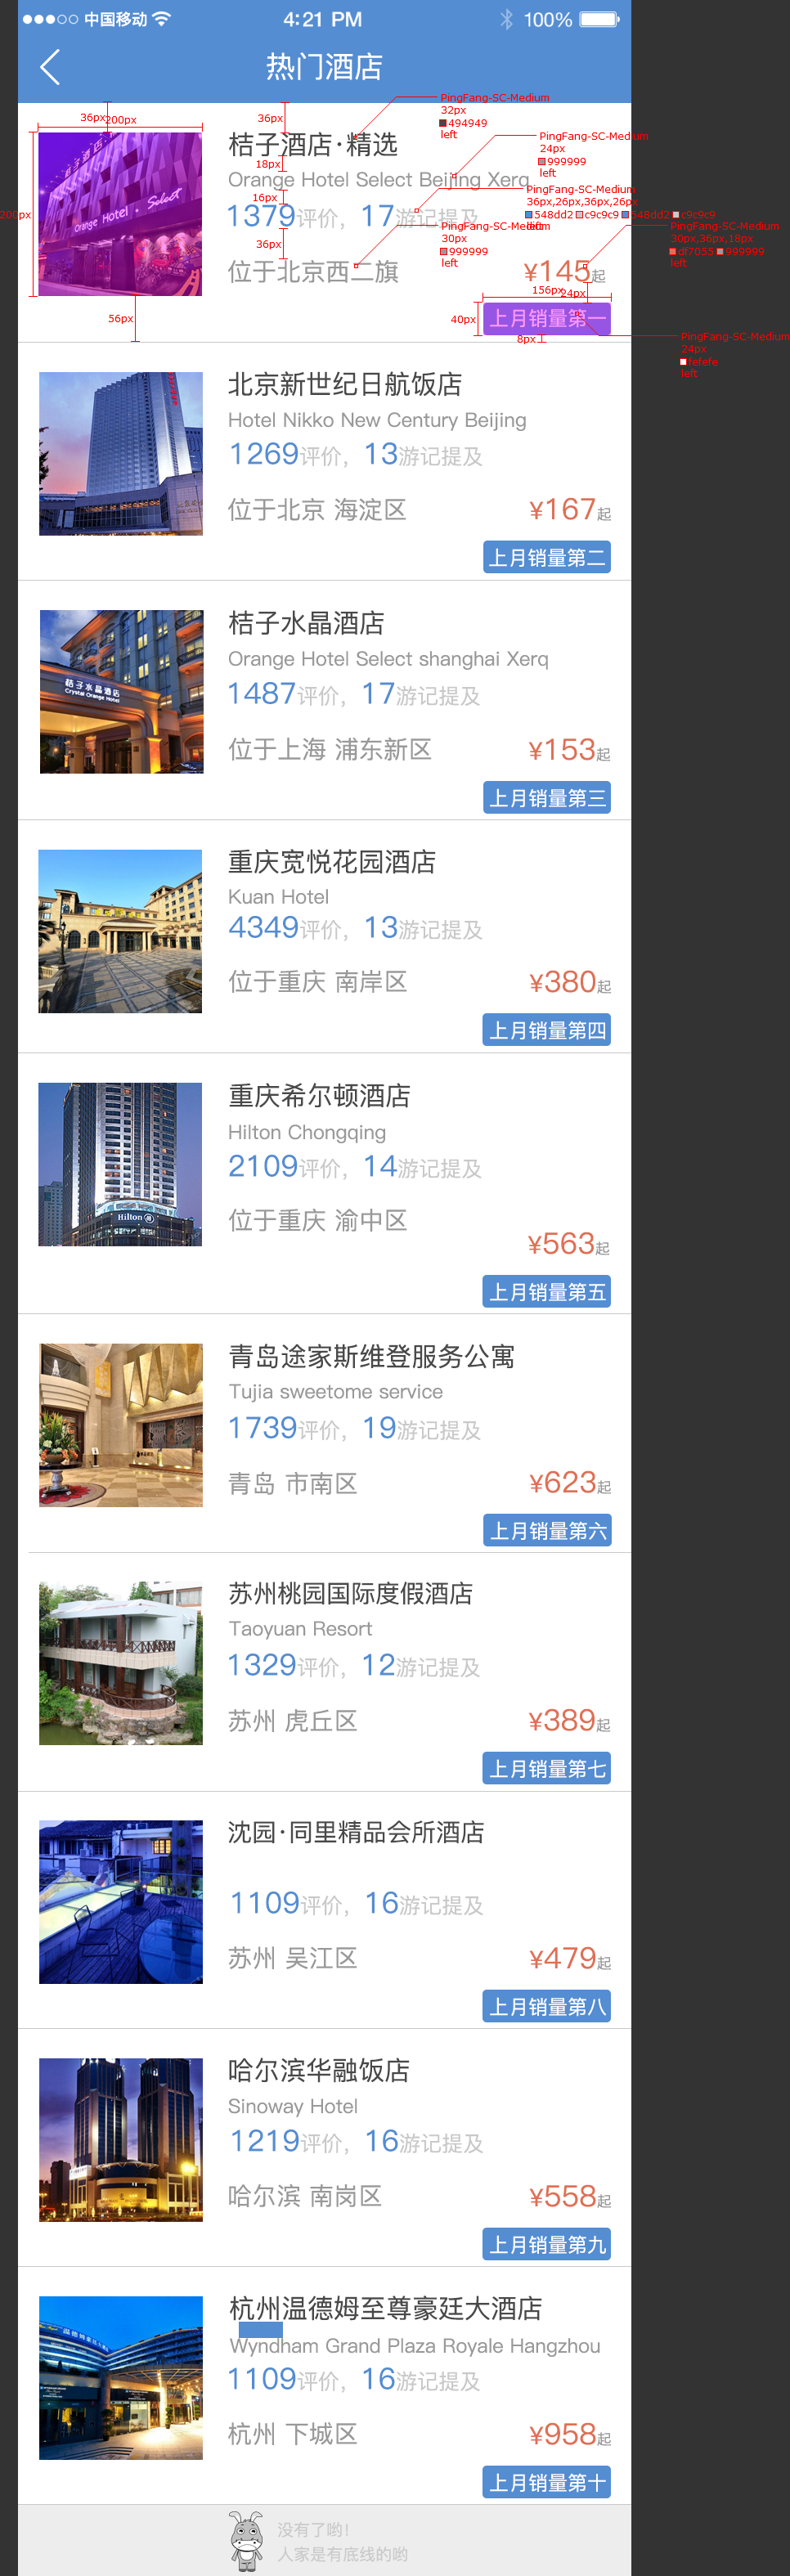 中国移动 4:21 PM 100%
热门酒店
36px
200px
200px
56px
36px
18px
16px
36px
PingFang-SC-Medium
32px
494949
left
PingFang-SC-Medium
24px
999999
left
PingFang-SC-Medium
36px,26px,36px,26px
548dd2 c9c9c9 548dd2 c9c9c9
left
PingFang-SC-Medium
30px
999999
left
PingFang-SC-Medium
30px,36px,18px
df7055 999999
left
156px
24px
40px
8px
PingFang-SC-Medium
24px
fefefe
left
Orange Hotel · Select
桔子酒店·精选
Orange Hotel Select Beijing Xerq
1379评价，17游记提及
位于北京西二旗
¥145起
上月销量第一
北京新世纪日航饭店
Hotel Nikko New Century Beijing
1269评价，13游记提及
位于北京 海淀区
¥167起
上月销量第二
桔子水晶酒店
Crystal Orange Hotel
桔子水晶酒店
Orange Hotel Select shanghai Xerq
1487评价，17游记提及
位于上海 浦东新区
¥153起
上月销量第三
重庆宽悦花园酒店
Kuan Hotel
4349评价，13游记提及
位于重庆 南岸区
¥380起
上月销量第四
Hilton
重庆希尔顿酒店
Hilton Chongqing
2109评价，14游记提及
位于重庆 渝中区
¥563起
上月销量第五
青岛途家斯维登服务公寓
Tujia sweetome service
1739评价，19游记提及
青岛 市南区
¥623起
上月销量第六
苏州桃园国际度假酒店
Taoyuan Resort
1329评价，12游记提及
苏州 虎丘区
¥389起
上月销量第七
沈园·同里精品会所酒店
1109评价，16游记提及
苏州 吴江区
¥479起
上月销量第八
哈尔滨华融饭店
Sinoway Hotel
1219评价，16游记提及
哈尔滨 南岗区
¥558起
上月销量第九
杭州温德姆至尊豪廷大酒店
Wyndham Grand Plaza Royale Hangzhou
1109评价，16游记提及
杭州 下城区
¥958起
上月销量第十
没有了哟！
人家是有底线的哟